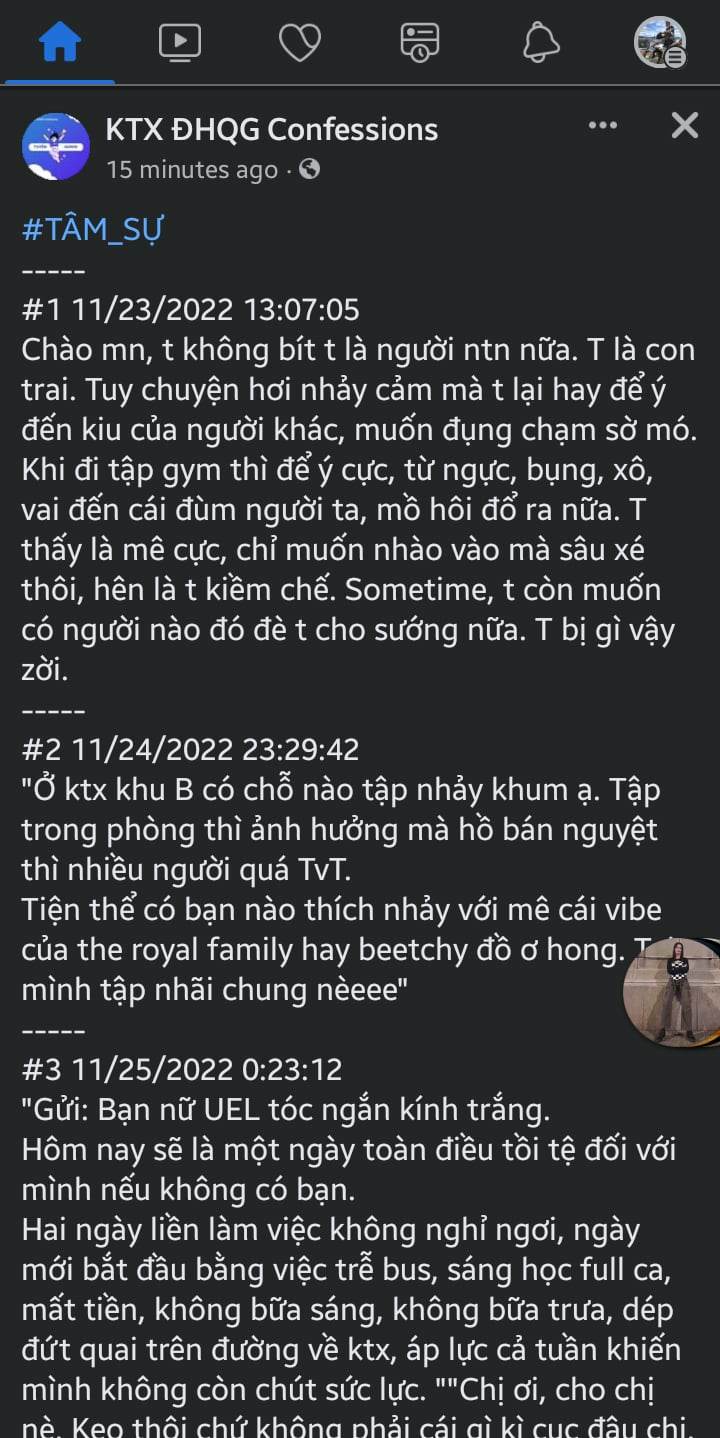 KTX ĐHQG Confessions
15 minutes ago ·
#TÂM_SỰ
-----
#1 11/23/2022 13:07:05
Chào mn, t không bít t là người ntn nữa. T là con
trai. Tuy chuyện hơi nhảy cảm mà t lại hay để ý
đến kiu của người khác, muốn đụng chạm sờ mó.
Khi đi tập gym thì để ý cực, từ ngực, bụng, xô,
vai đến cái đùm người ta, mồ hôi đổ ra nữa. T
thấy là mê cực, chỉ muốn nhào vào mà sâu xé
thôi, hên là t kiềm chế. Sometime, t còn muốn
có người nào đó đè t cho sướng nữa. T bị gì vậy
zời.
-----
#2 11/24/2022 23:29:42
"Ở ktx khu B có chỗ nào tập nhảy khum ạ. Tập
trong phòng thì ảnh hưởng mà hồ bán nguyệt
thì nhiều người quá TvT.
Tiện thể có bạn nào thích nhảy với mê cái vibe
của the royal family hay beetchy đồ ơ hong.
mình tập nhãi chung nèeee"
-----
#3 11/25/2022 0:23:12
"Gửi: Bạn nữ UEL tóc ngắn kính trắng.
Hôm nay sẽ là một ngày toàn điều tồi tệ đối với
mình nếu không có bạn.
Hai ngày liền làm việc không nghỉ ngơi, ngày
mới bắt đầu bằng việc trễ bus, sáng học full ca,
mất tiền, không bữa sáng, không bữa trưa, dép
đứt quai trên đường về ktx, áp lực cả tuần khiến
mình không còn chút sức lực. ""Chị ơi, cho chị
nè. Kẹo thôi chứ không phải cái gì kì cục đâu chị.